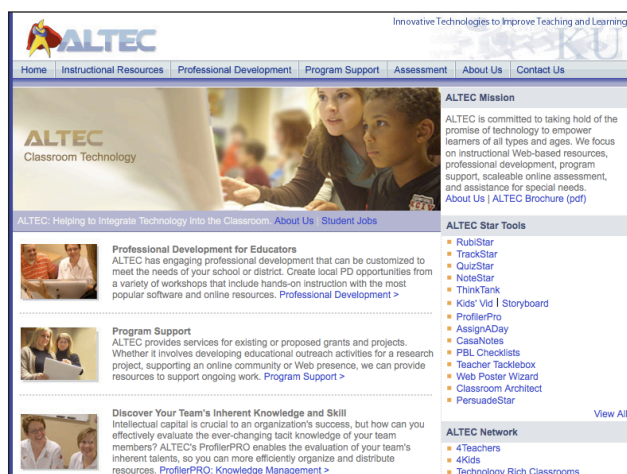 Innovative Technologies to Improve Teaching and Learning
ALTEC
KU
Home Instructional Resources Professional Development Program Support Assessment About Us Contact Us
ALTEC
Classroom Technology
ALTEC: Helping to Integrate Technology Into the Classroom. About Us | Student Jobs
Professional Development for Educators
ALTEC has engaging professional development that can be customized to
meet the needs of your school or district. Create local PD opportunities from
a variety of workshops that include hands-on instruction with the most
popular software and online resources. Professional Development >
Program Support
ALTEC provides services for existing or proposed grants and projects.
Whether it involves developing educational outreach activities for a research
project, supporting an online community or Web presence, we can provide
resources to support ongoing work. Program Support >
Discover Your Team's Inherent Knowledge and Skill
Intellectual capital is crucial to an organization's success, but how can you
effectively evaluate the ever-changing tacit knowledge of your team
members? ALTEC's ProfilerPRO enables the evaluation of your team's
inherent talents, so you can more efficiently organize and distribute
resources. ProfilerPRO: Knowledge Management >
ALTEC Mission
ALTEC is committed to taking hold of the
promise of technology to empower
learners of all types and ages. We focus
on instructional Web-based resources,
professional development, program
support, scaleable online assessment,
and assistance for special needs.
About Us | ALTEC Brochure (pdf)
ALTEC Star Tools
RubiStar
TrackStar
QuizStar
NoteStar
ThinkTank
Kids' Vid | Storyboard
ProfilerPro
AssignADay
CasaNotes
PBL Checklists
Teacher Tacklebox
Web Poster Wizard
Classroom Architect
PersuadeStar
View All
ALTEC Network
4Teachers
4Kids
Technology Rich Classrooms